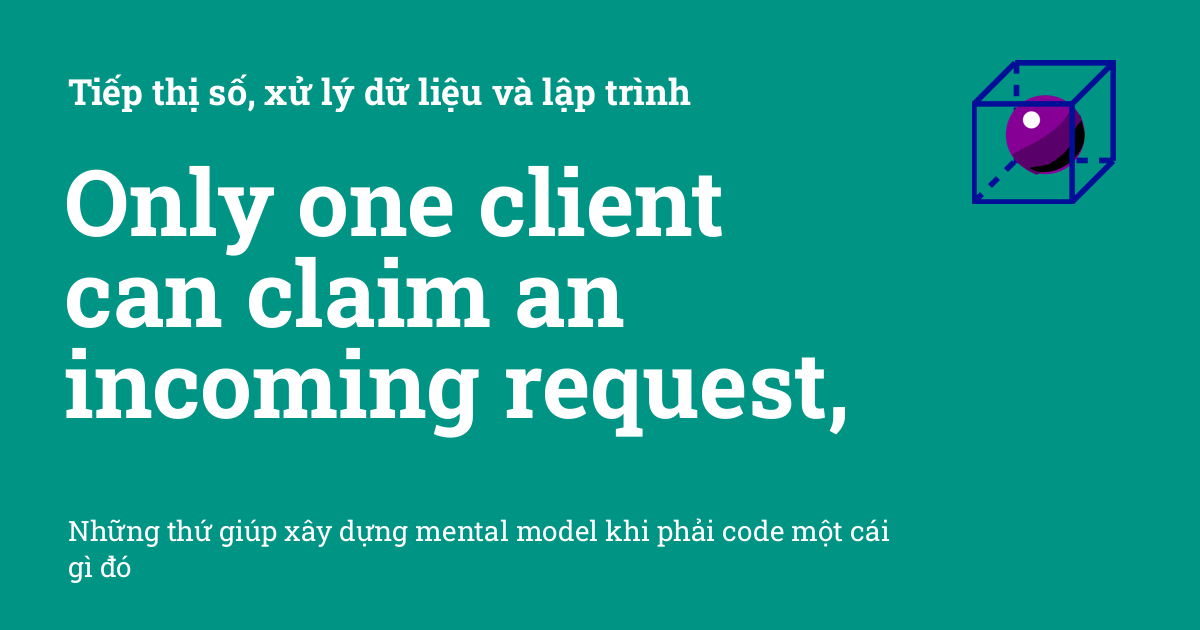 Tiếp thị số, xử lý dữ liệu và lập trình
Only one client
can claim an
incoming request,
Những thứ giúp xây dựng mental model khi phải code một cái
gì đó